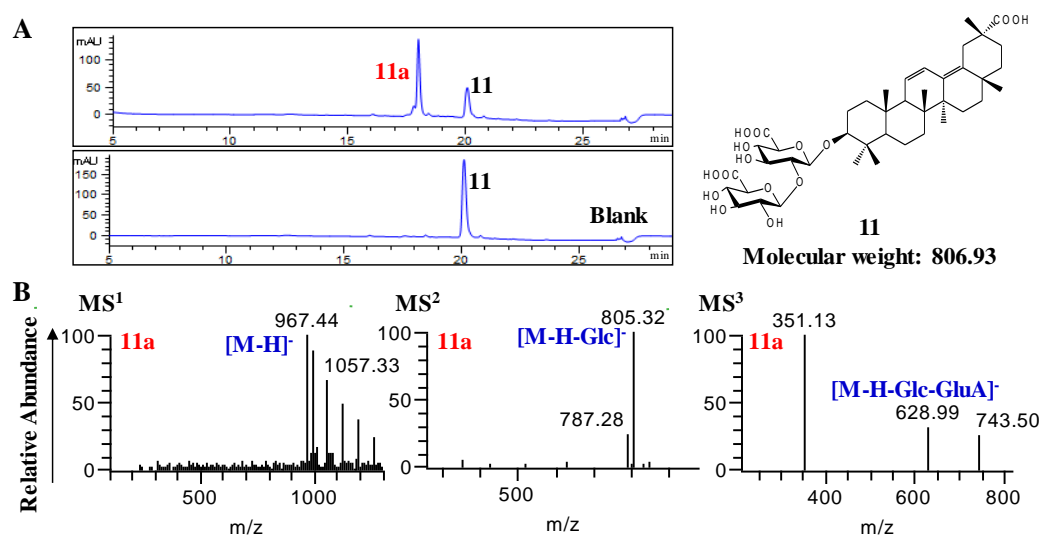 A
mAU
100
50
0
11a
11
5
10
15
20
25
min
mAU
150
100
50
0
11
Blank
5
10
15
20
25
min
COOH
HOOC
HO
HO
O
O
HOOC
O
HO
HO
O
OH
11
Molecular weight: 806.93
B
Relative Abundance
MS¹
967.44
100
11a
[M-H]-
1057.33
50
0
500
1000
m/z
MS²
805.32
100
11a
[M-H-Glc]-
787.28
50
0
500
m/z
MS³
351.13
100
11a
[M-H-Glc-GluA]-
628.99
743.50
50
0
400
600
800
m/z